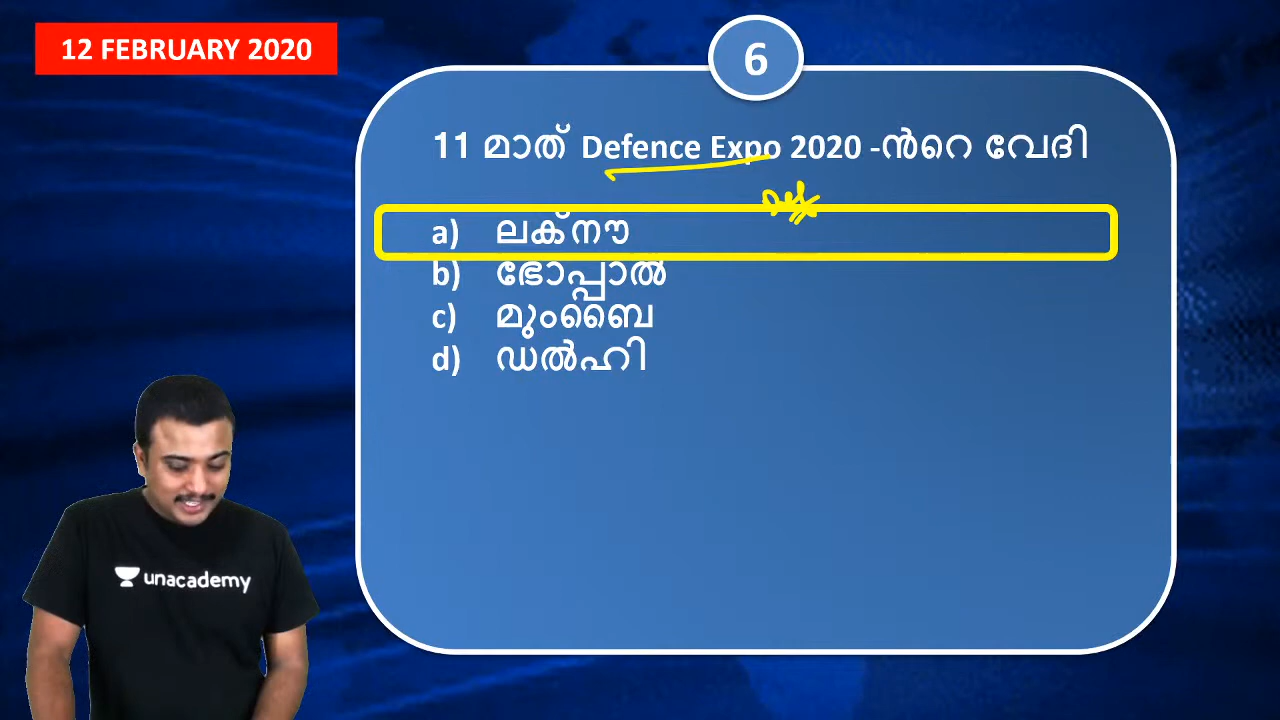 12 FEBRUARY 2020
6
11 മാത് Defence Expo 2020 -ൻറെ വേദി
a) ലക്‌നൗ
b) ഭോപ്പാൽ
c) മുംബൈ
d) ഡൽഹി
unacademy